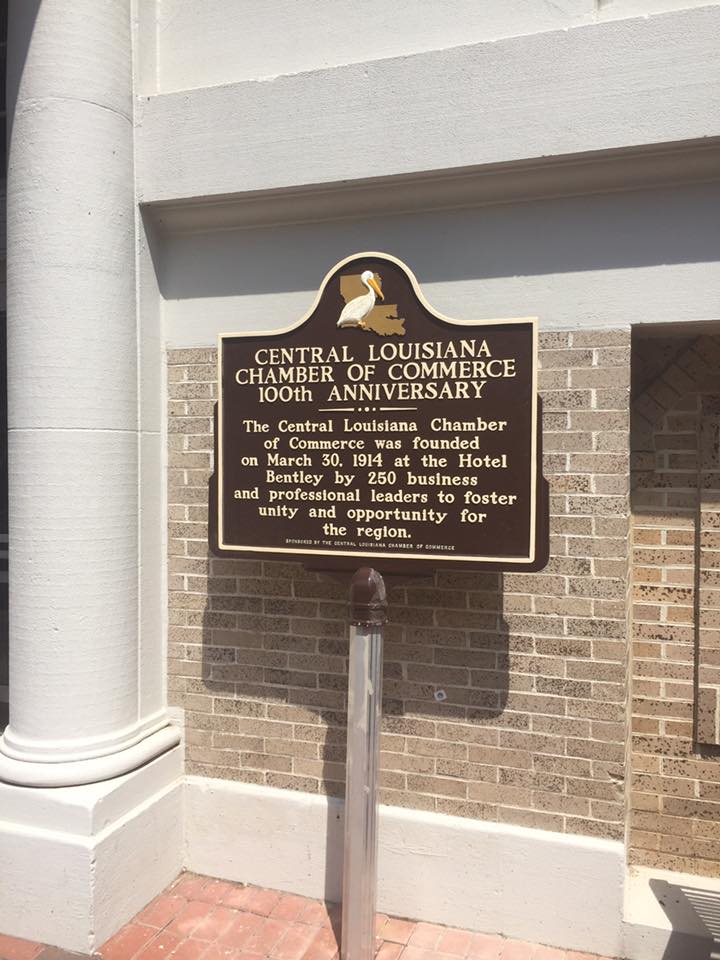 CENTRAL LOUISIANA
CHAMBER OF COMMERCE
100th ANNIVERSARY
The Central Louisiana Chamber
of Commerce was founded
on March 30, 1914 at the Hotel
Bentley by 250 business
and professional leaders to foster
unity and opportunity for
the region.
SPONSORED BY THE CENTRAL LOUISIANA CHAMBER OF COMMERCE